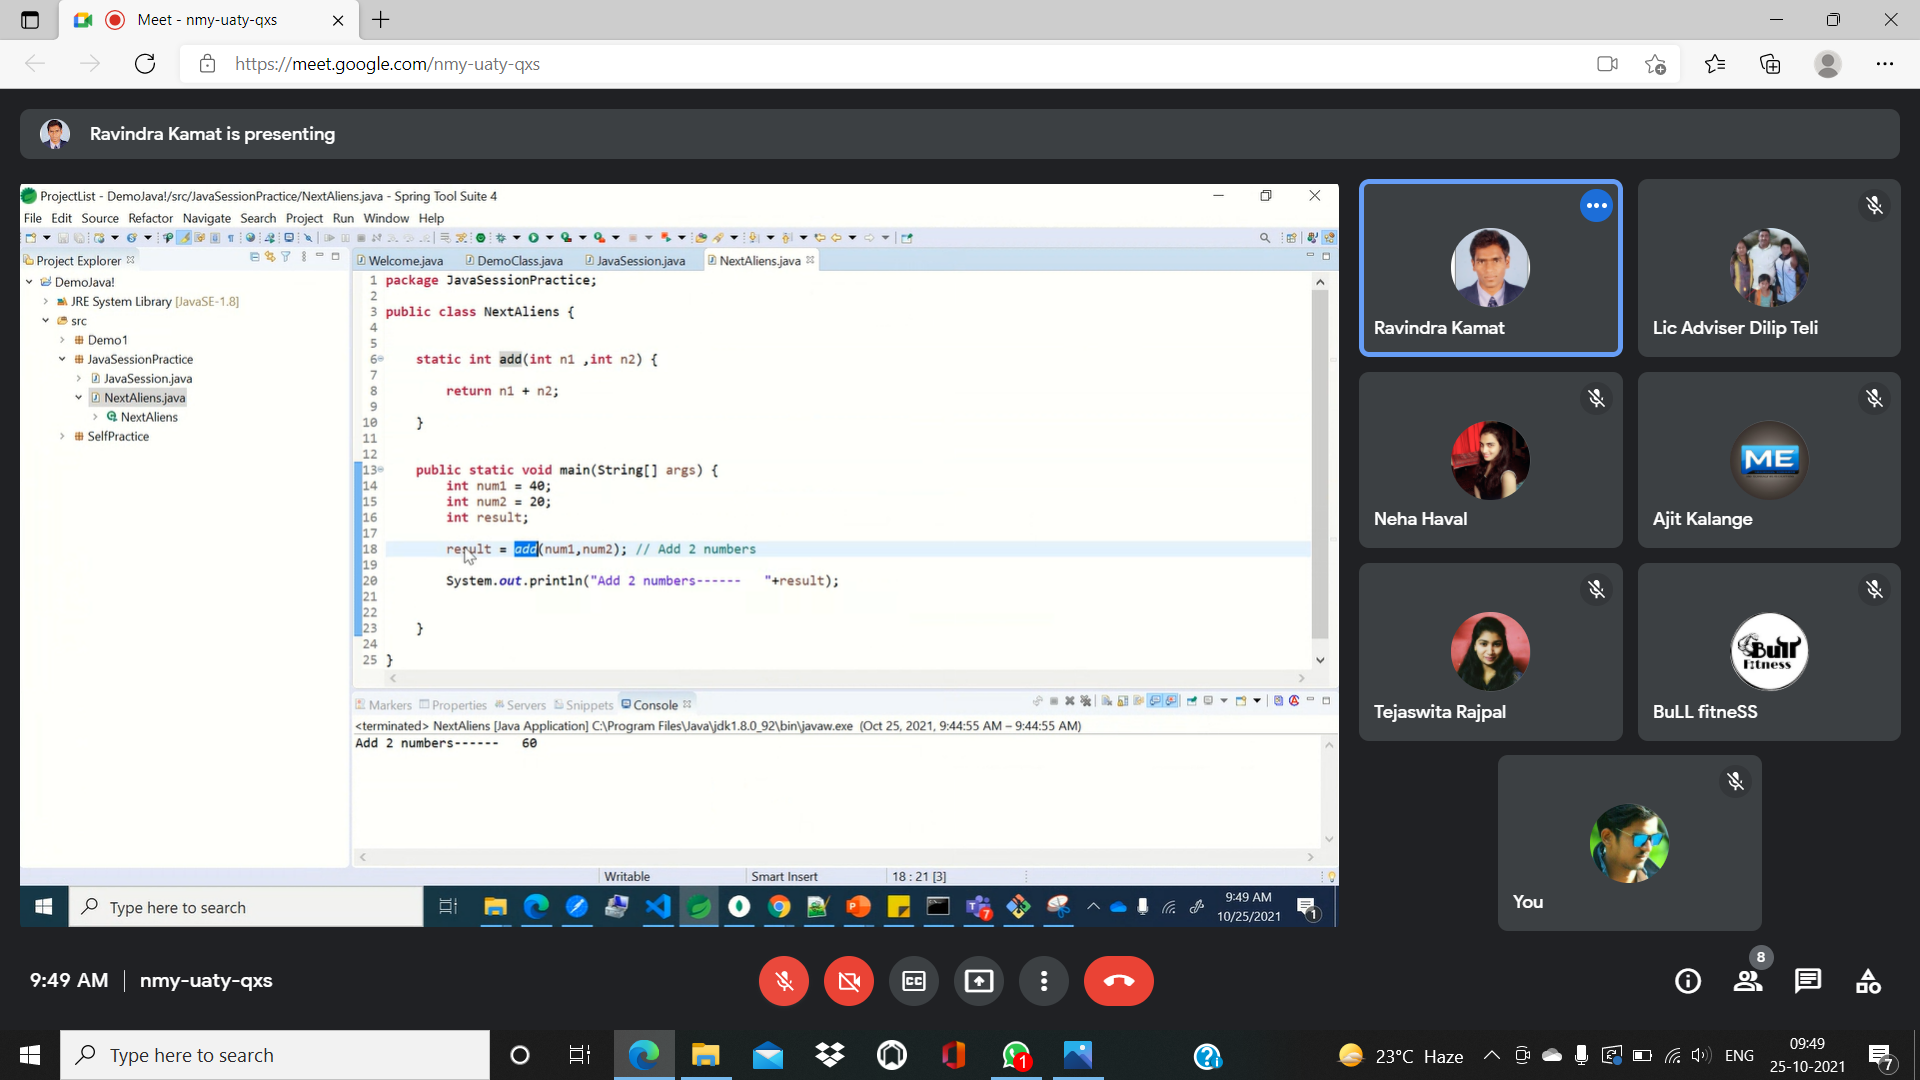 Meet - nmy-uaty-qxs
https://meet.google.com/nmy-uaty-qxs
Ravindra Kamat is presenting
ProjectList - DemoJava!/src/JavaSessionPractice/NextAliens.java - Spring Tool Suite 4
File Edit Source Refactor Navigate Search Project Run Window Help
Project Explorer
Welcome.java DemoClass.java JavaSession.java NextAliens.java
DemoJava!
JRE System Library [JavaSE-1.8]
src
Demo1
JavaSessionPractice
JavaSession.java
NextAliens.java
NextAliens
SelfPractice
1 package JavaSessionPractice;
2
3 public class NextAliens {
4
5
6 static int add(int n1 ,int n2) {
7
8 return n1 + n2;
9
10 }
11
12
13 public static void main(String[] args) {
14 int num1 = 40;
15 int num2 = 20;
16 int result;
17
18 result = add(num1,num2); // Add 2 numbers
19
20 System.out.println("Add 2 numbers------ "+result);
21
22
23 }
24
25 }
Markers Properties Servers Snippets Console
<terminated> NextAliens [Java Application] C:\Program Files\Java\jdk1.8.0_92\bin\javaw.exe (Oct 25, 2021, 9:44:55 AM – 9:44:55 AM)
Add 2 numbers------ 60
Writable Smart Insert 18 : 21 [3]
Type here to search
7
9:49 AM
10/25/2021
1
Ravindra Kamat
Lic Adviser Dilip Teli
Neha Haval
ME
Ajit Kalange
Tejaswita Rajpal
BuLL
FItness
BuLL fitneSS
You
9:49 AM nmy-uaty-qxs
CC
8
Type here to search
1
23°C Haze
ENG
09:49
25-10-2021
7